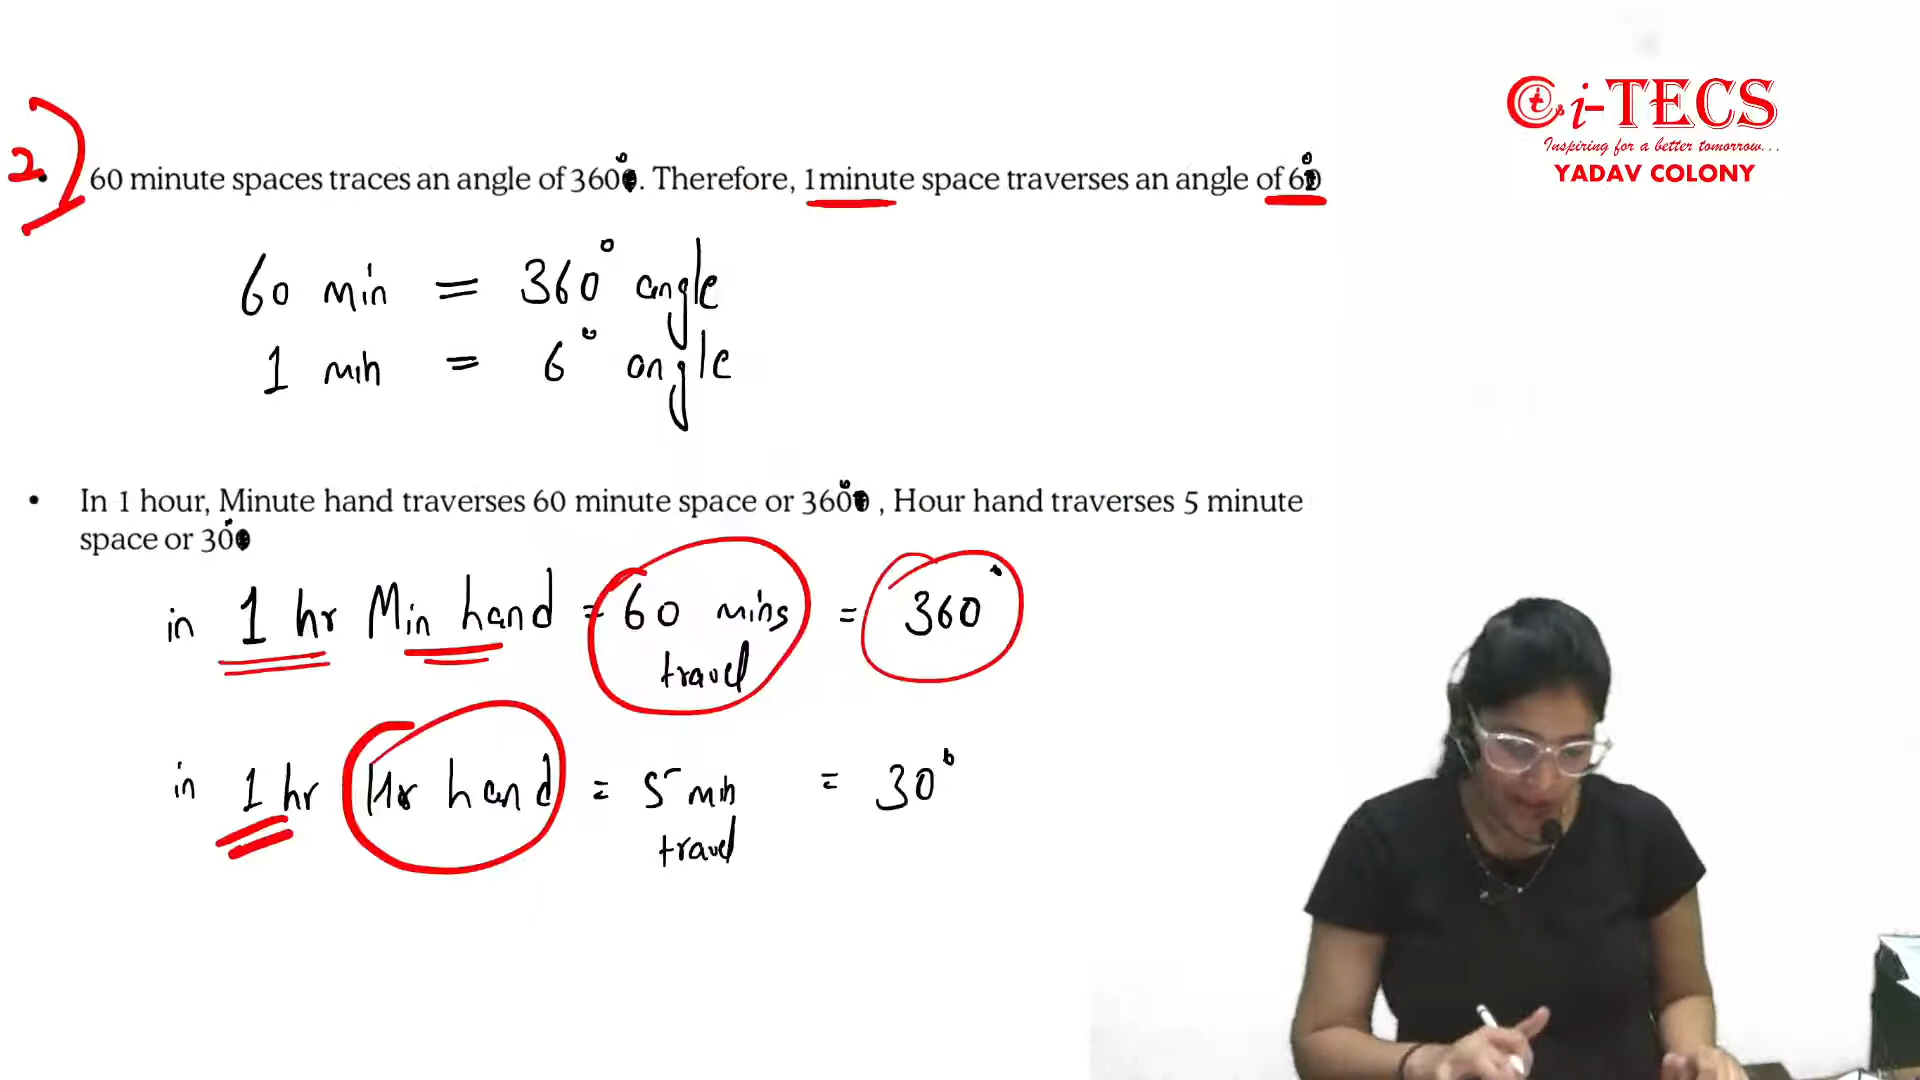 i-TECS
Inspiring for a better tomorrow...
YADAV COLONY
2.
60 minute spaces traces an angle of 360°. Therefore, 1 minute space traverses an angle of 6°
60 min = 360° angle
1 min = 6° angle
• In 1 hour, Minute hand traverses 60 minute space or 360° , Hour hand traverses 5 minute
space or 30°
in 1 hr Min hand = 60 mins = 360°
travel
in 1 hr Hr hand = 5 min = 30°
travel